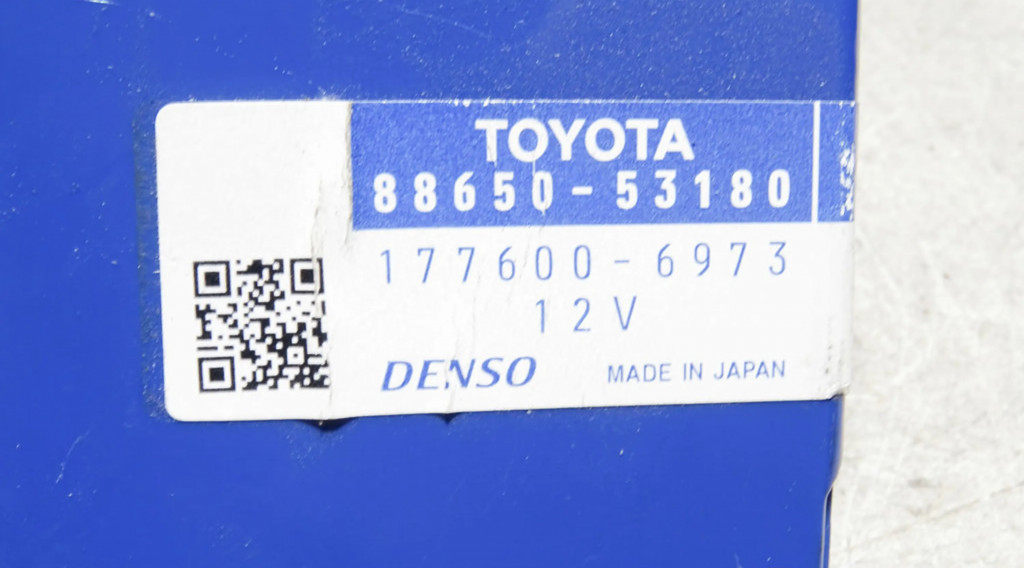 TOYOTA
88650-53180
177600-6973
12V
DENSO
MADE IN JAPAN